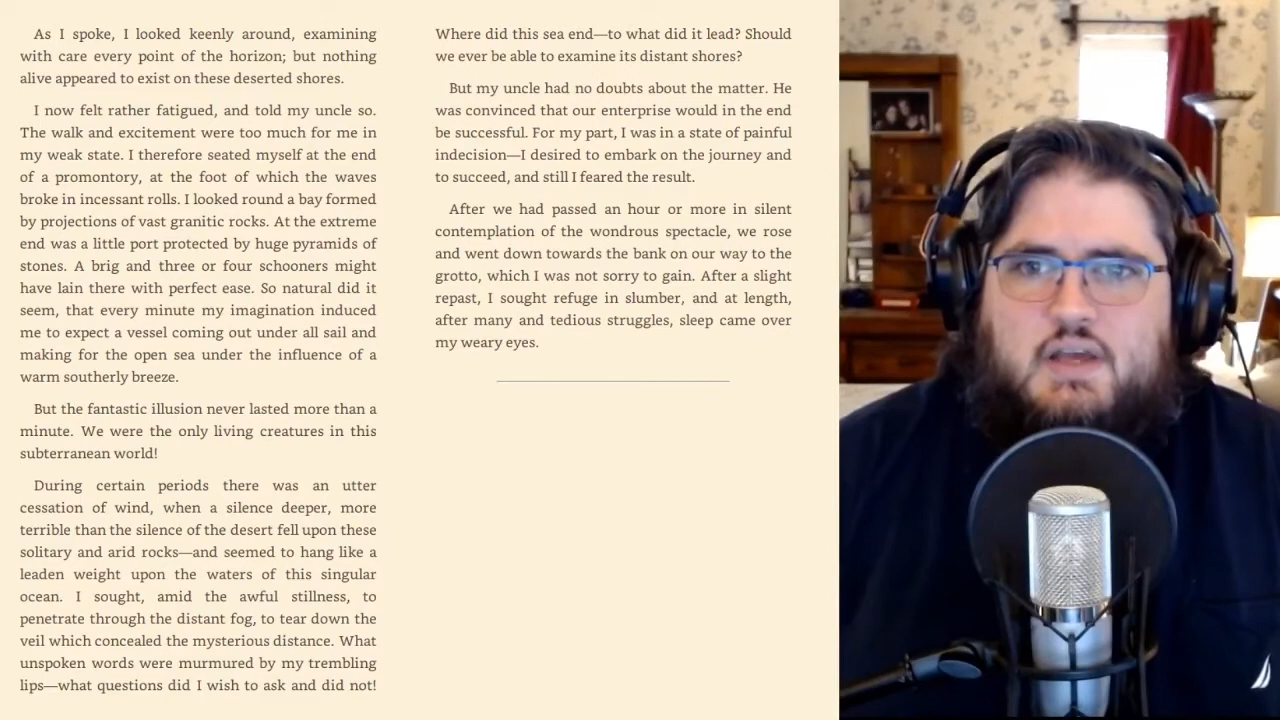 As I spoke, I looked keenly around, examining
with care every point of the horizon; but nothing
alive appeared to exist on these deserted shores.
I now felt rather fatigued, and told my uncle so.
The walk and excitement were too much for me in
my weak state. I therefore seated myself at the end
of a promontory, at the foot of which the waves
broke in incessant rolls. I looked round a bay formed
by projections of vast granitic rocks. At the extreme
end was a little port protected by huge pyramids of
stones. A brig and three or four schooners might
have lain there with perfect ease. So natural did it
seem, that every minute my imagination induced
me to expect a vessel coming out under all sail and
making for the open sea under the influence of a
warm southerly breeze.
But the fantastic illusion never lasted more than a
minute. We were the only living creatures in this
subterranean world!
During certain periods there was an utter
cessation of wind, when a silence deeper, more
terrible than the silence of the desert fell upon these
solitary and arid rocks—and seemed to hang like a
leaden weight upon the waters of this singular
ocean. I sought, amid the awful stillness, to
penetrate through the distant fog, to tear down the
veil which concealed the mysterious distance. What
unspoken words were murmured by my trembling
lips—what questions did I wish to ask and did not!
Where did this sea end—to what did it lead? Should
we ever be able to examine its distant shores?
But my uncle had no doubts about the matter. He
was convinced that our enterprise would in the end
be successful. For my part, I was in a state of painful
indecision—I desired to embark on the journey and
to succeed, and still I feared the result.
After we had passed an hour or more in silent
contemplation of the wondrous spectacle, we rose
and went down towards the bank on our way to the
grotto, which I was not sorry to gain. After a slight
repast, I sought refuge in slumber, and at length,
after many and tedious struggles, sleep came over
my weary eyes.